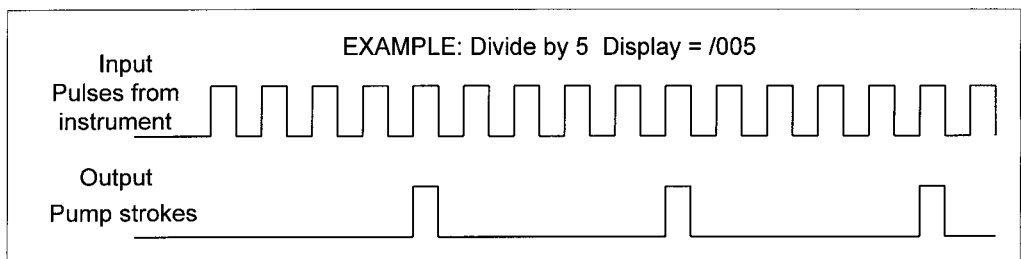 EXAMPLE: Divide by 5 Display = /005
Input
Pulses from
instrument
Output
Pump strokes